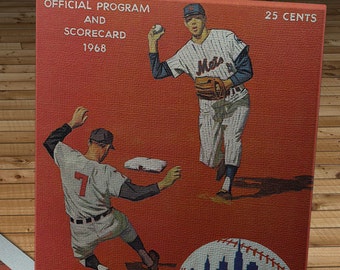 OFFICIAL PROGRAM
AND
SCORECARD
1968
25 CENTS
Mets
7